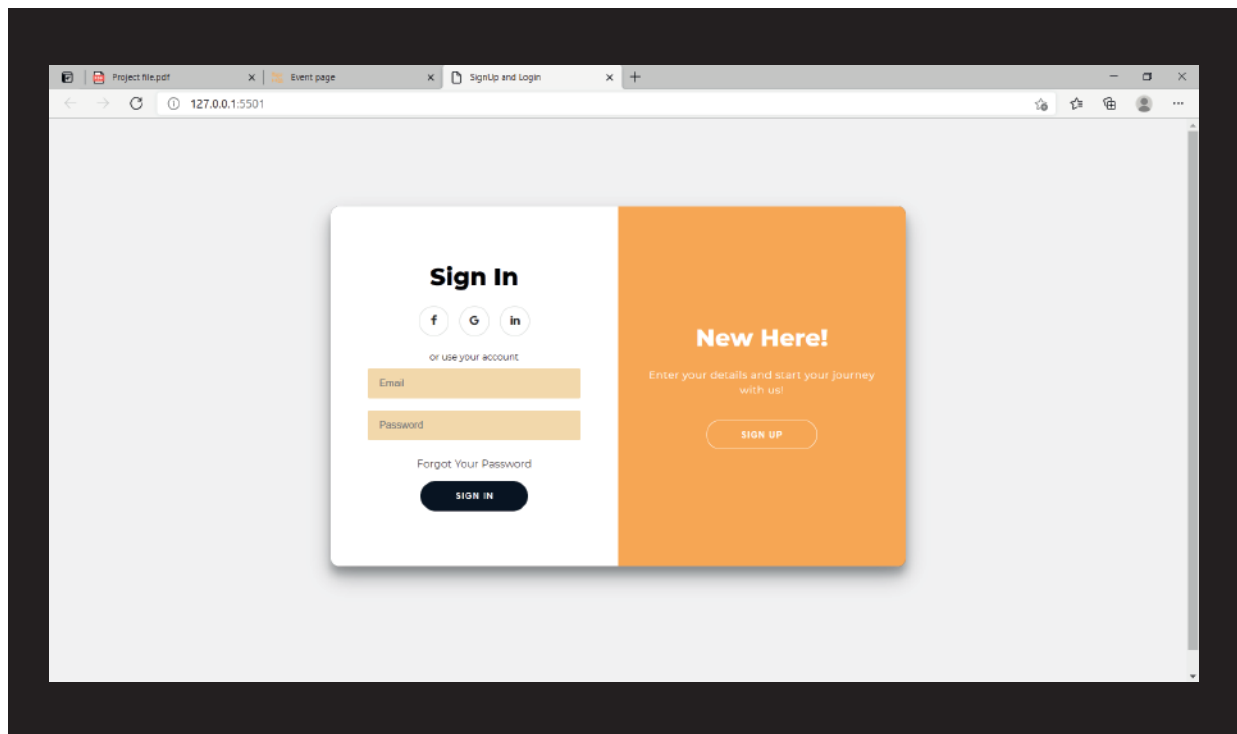 Project file.pdf
Event page
SignUp and Login
127.0.0.1:5501
Sign In
f G in
or use your account
Email
Password
Forgot Your Password
SIGN IN
New Here!
Enter your details and start your journey
with us!
SIGN UP